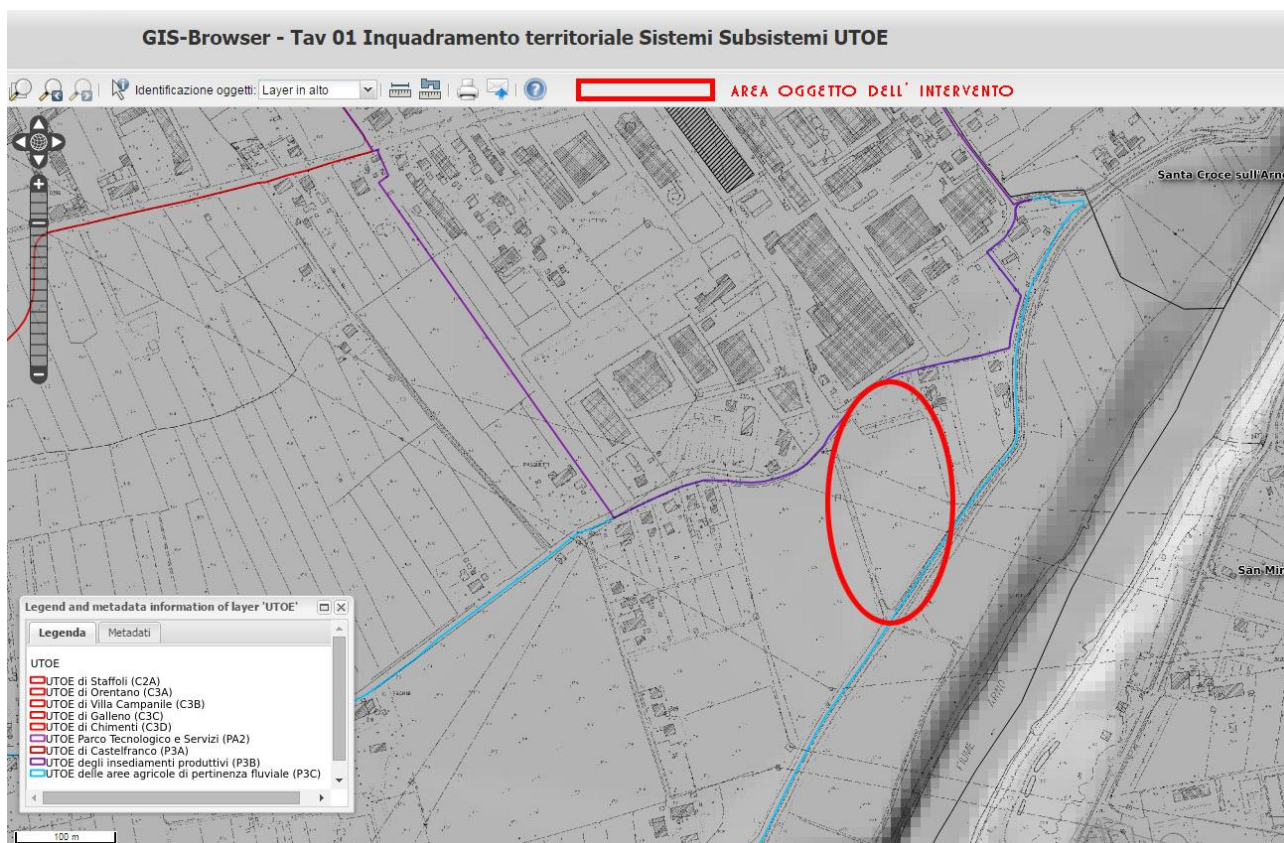 GIS-Browser - Tav 01 Inquadramento territoriale Sistemi Subsistemi UTOE
Identificazione oggetti: Layer in alto
AREA OGGETTO DELL' INTERVENTO
Santa Croce sull'Arno
San Min
FIUME
ARNO
Legend and metadata information of layer 'UTOE'
Legenda Metadati
UTOE
UTOE di Staffoli (C2A)
UTOE di Orentano (C3A)
UTOE di Villa Campanile (C3B)
UTOE di Galleno (C3C)
UTOE di Chimenti (C3D)
UTOE Parco Tecnologico e Servizi (PA2)
UTOE di Castelfranco (P3A)
UTOE degli insediamenti produttivi (P3B)
UTOE delle aree agricole di pertinenza fluviale (P3C)
100 m